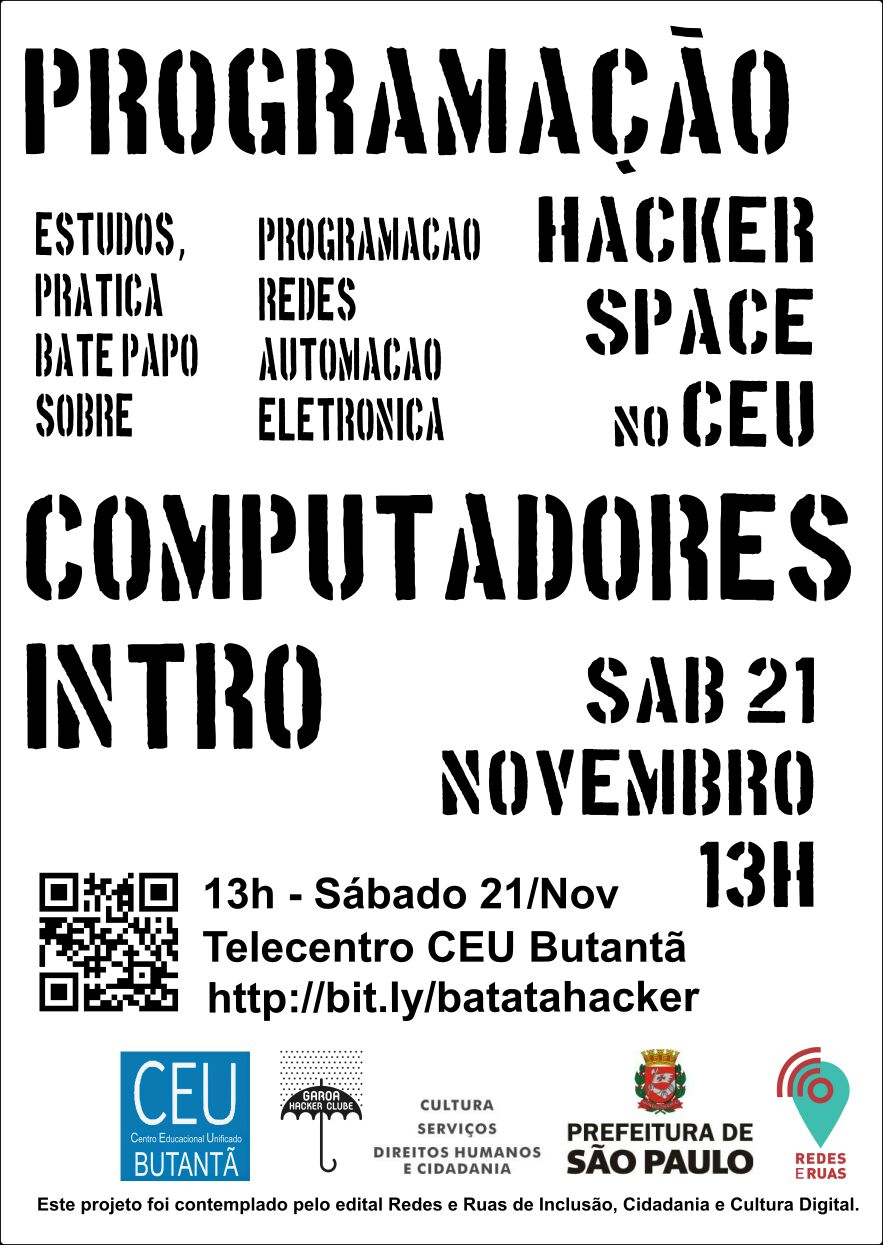 PROGRAMAÇÃO
ESTUDOS,
PRATICA
BATE PAPO
SOBRE
PROGRAMACAO
REDES
AUTOMACAO
ELETRONICA
HACKER
SPACE
NO CEU
COMPUTADORES
INTRO
SAB 21
NOVEMBRO
13H
13h - Sábado 21/Nov
Telecentro CEU Butantã
http://bit.ly/batatahacker
CEU
Centro Educacional Unificado
BUTANTÃ
GAROA
HACKER CLUBE
CULTURA
SERVIÇOS
DIREITOS HUMANOS
E CIDADANIA
PREFEITURA DE
SÃO PAULO
REDES
E RUAS
Este projeto foi contemplado pelo edital Redes e Ruas de Inclusão, Cidadania e Cultura Digital.